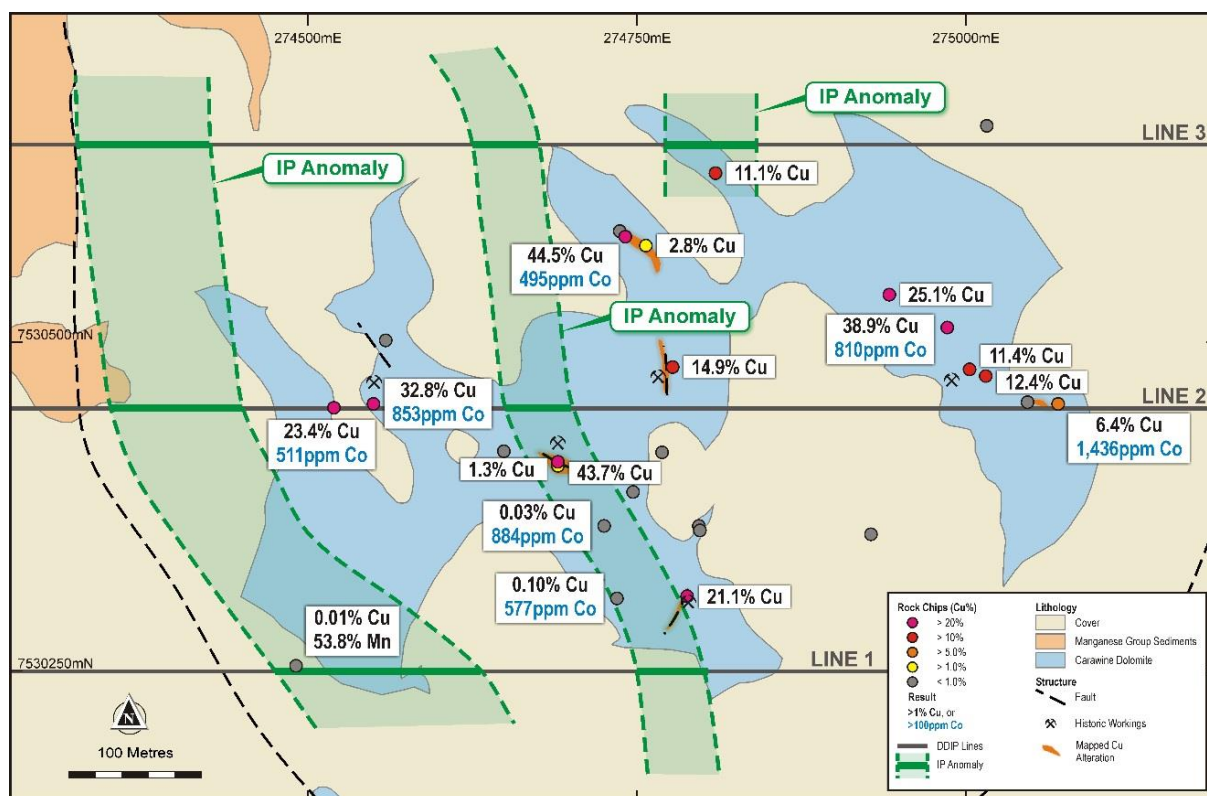 274500mE
274750mE
275000mE
IP Anomaly
LINE 3
IP Anomaly
11.1% Cu
44.5% Cu
495ppm Co
2.8% Cu
25.1% Cu
IP Anomaly
38.9% Cu
810ppm Co
7530500mN
11.4% Cu
14.9% Cu
12.4% Cu
32.8% Cu
853ppm Co
LINE 2
23.4% Cu
511ppm Co
6.4% Cu
1,436ppm Co
1.3% Cu
43.7% Cu
0.03% Cu
884ppm Co
0.10% Cu
577ppm Co
21.1% Cu
0.01% Cu
53.8% Mn
7530250mN
LINE 1
N
100 Metres
Rock Chips (Cu%)
> 20%
> 10%
> 5.0%
> 1.0%
< 1.0%
Result
>1% Cu, or
>100ppm Co
DDIP Lines
IP Anomaly
Lithology
Cover
Manganese Group Sediments
Carawine Dolomite
Structure
Fault
Historic Workings
Mapped Cu
Alteration